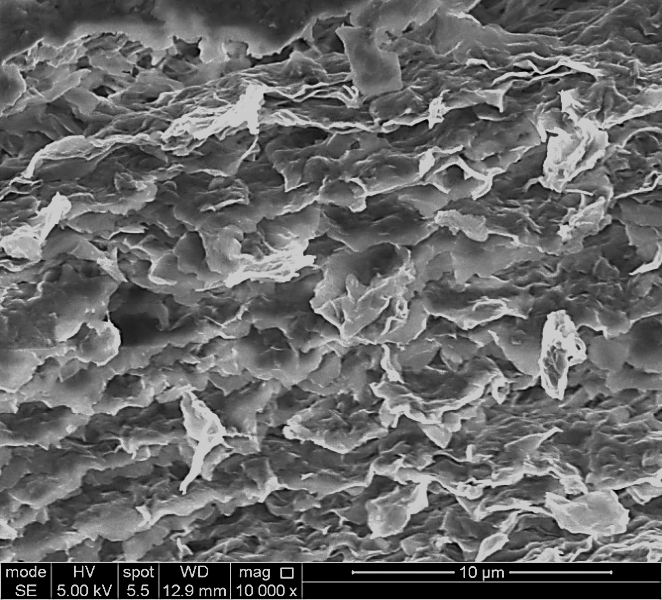 mode HV spot WD mag □ 10 µm
SE 5.00 kV 5.5 12.9 mm 10 000 x